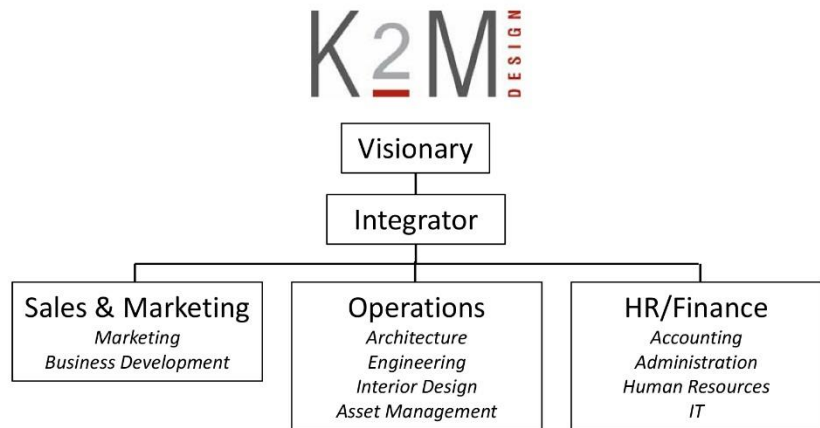 K2M DESIGN
Visionary
Integrator
Sales & Marketing
Marketing
Business Development
Operations
Architecture
Engineering
Interior Design
Asset Management
HR/Finance
Accounting
Administration
Human Resources
IT